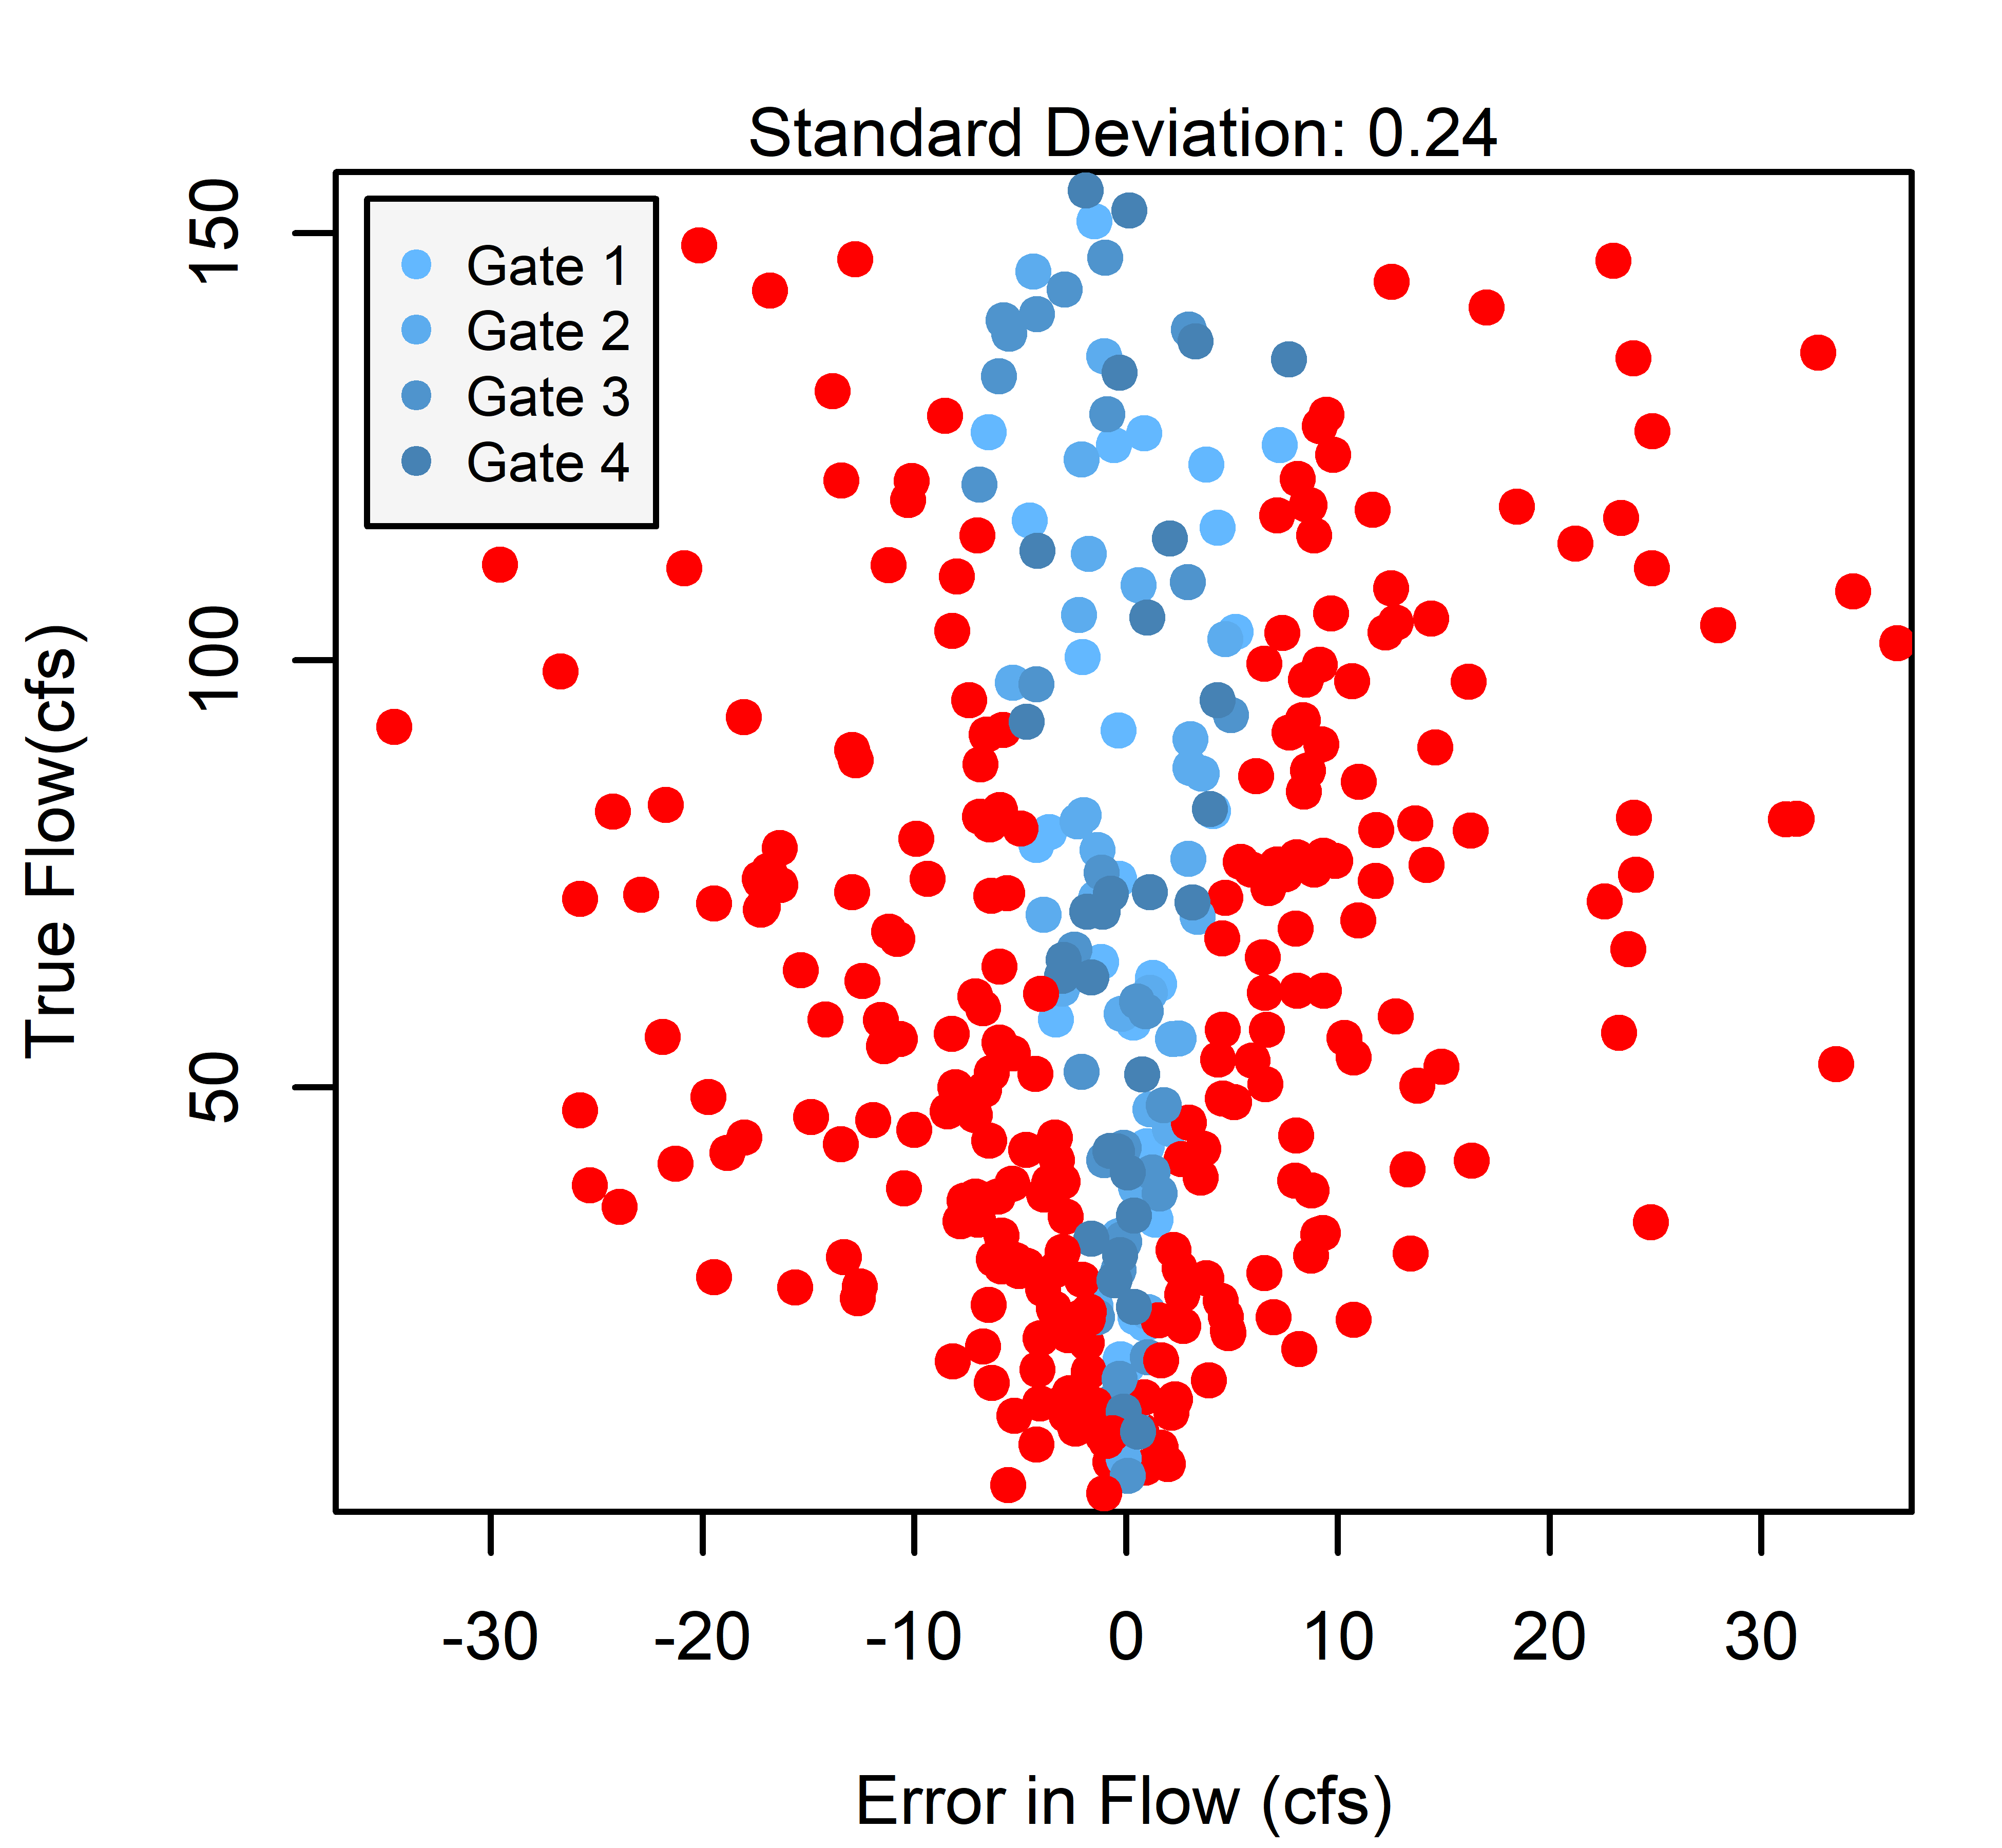 Standard Deviation: 0.24
Gate 1
Gate 2
Gate 3
Gate 4
True Flow(cfs)
150
100
50
-30 -20 -10 0 10 20 30
Error in Flow (cfs)